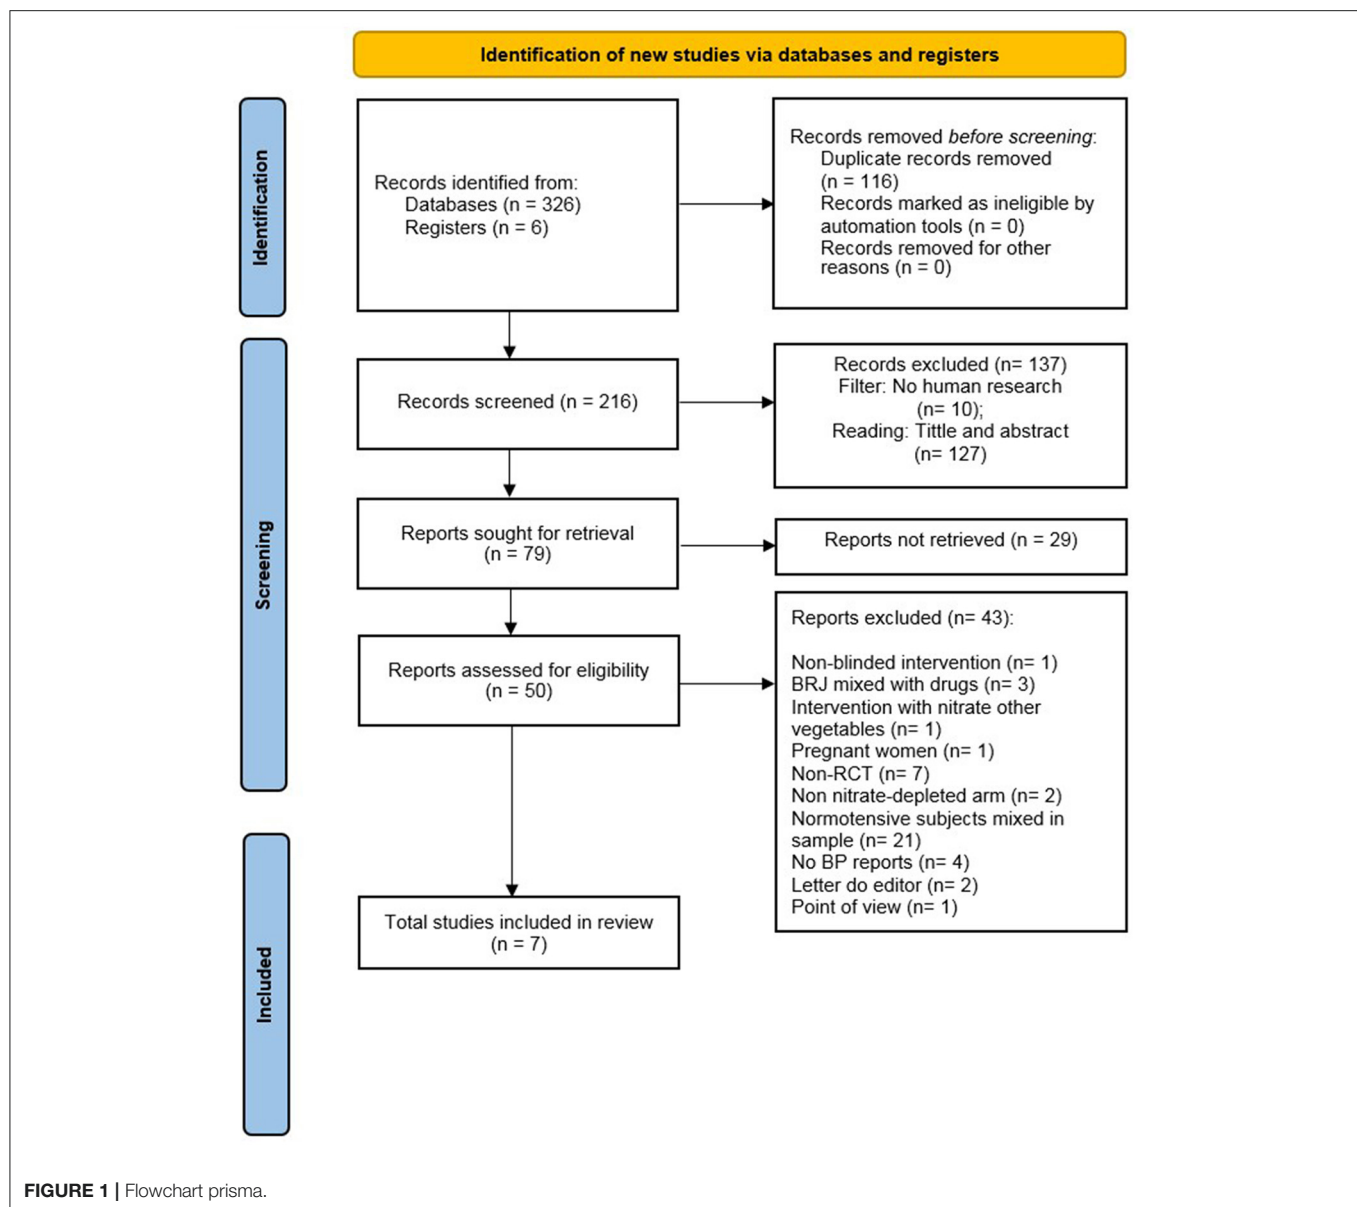 Identification of new studies via databases and registers
Identification
Records identified from:
Databases (n = 326)
Registers (n = 6)
Records removed before screening:
Duplicate records removed
(n = 116)
Records marked as ineligible by
automation tools (n = 0)
Records removed for other
reasons (n = 0)
Screening
Records screened (n = 216)
Records excluded (n= 137)
Filter: No human research
(n= 10);
Reading: Tittle and abstract
(n= 127)
Reports sought for retrieval
(n = 79)
Reports not retrieved (n = 29)
Reports assessed for eligibility
(n = 50)
Reports excluded (n= 43):
Non-blinded intervention (n= 1)
BRJ mixed with drugs (n= 3)
Intervention with nitrate other
vegetables (n= 1)
Pregnant women (n= 1)
Non-RCT (n= 7)
Non nitrate-depleted arm (n= 2)
Normotensive subjects mixed in
sample (n= 21)
No BP reports (n= 4)
Letter do editor (n= 2)
Point of view (n= 1)
Included
Total studies included in review
(n = 7)
FIGURE 1 | Flowchart prisma.